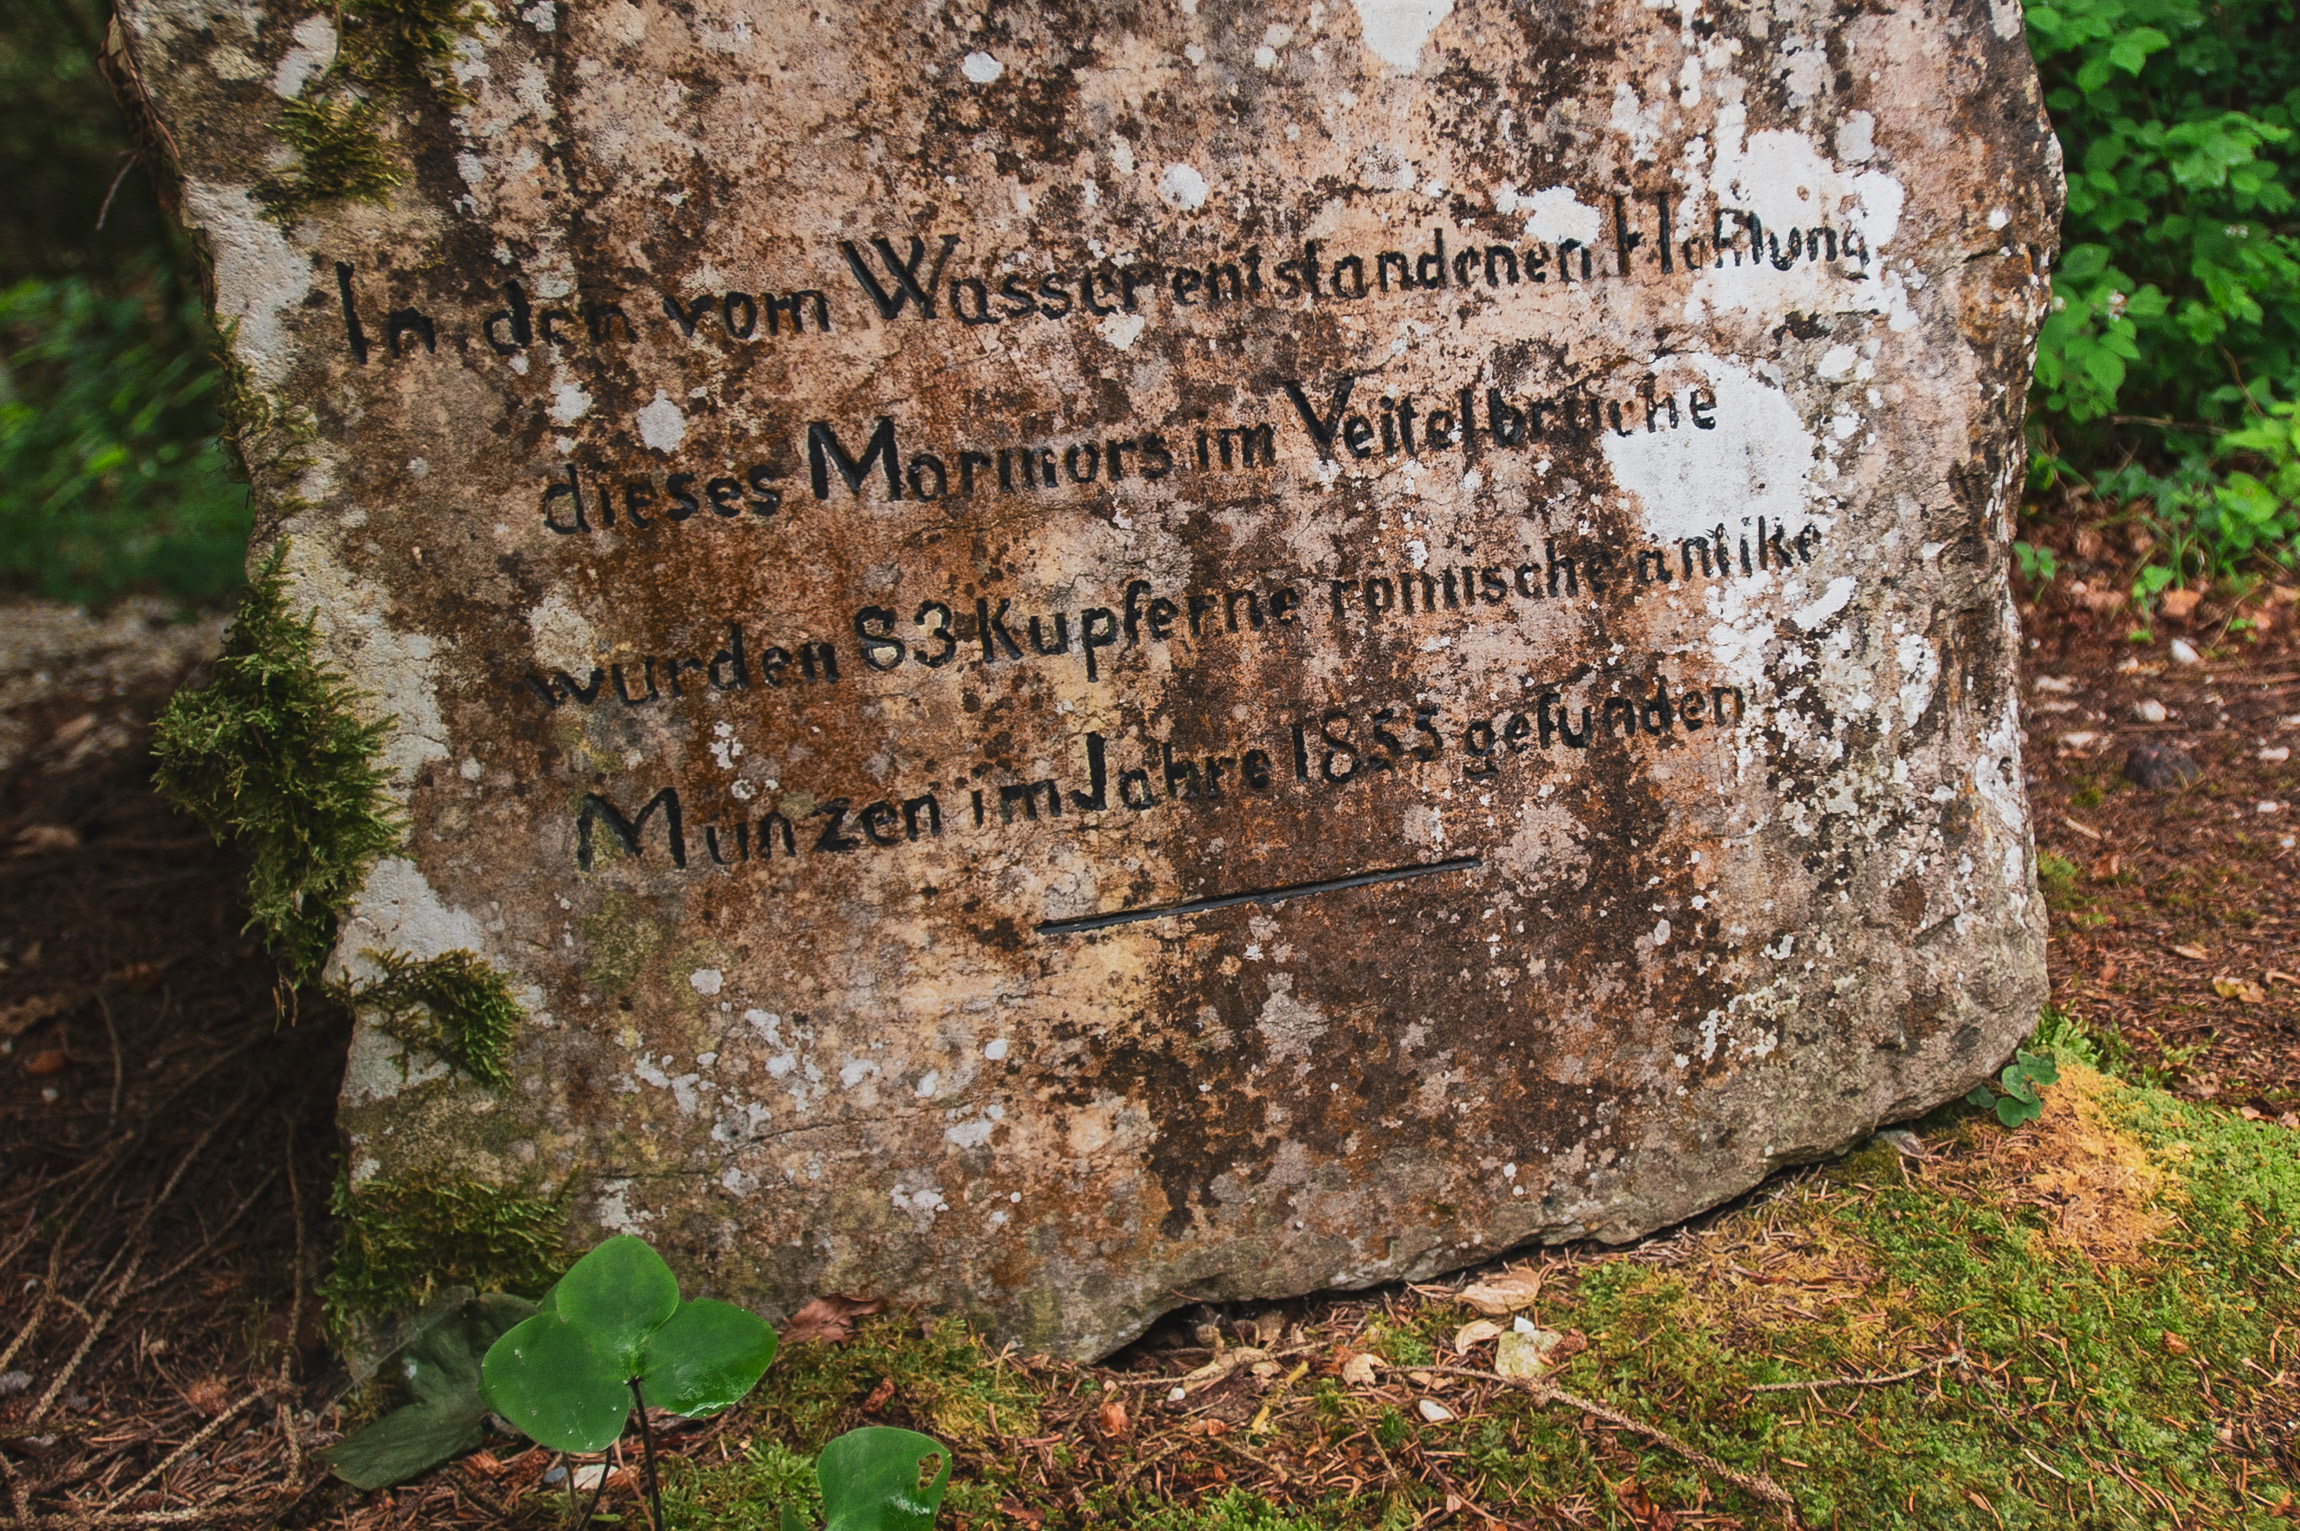 In den vom Wasser entstandenen Höhlung
dieses Marmors im Veitelbruche
wurden 83 Kupferne römische antike
Münzen im Jahre 1855 gefunden